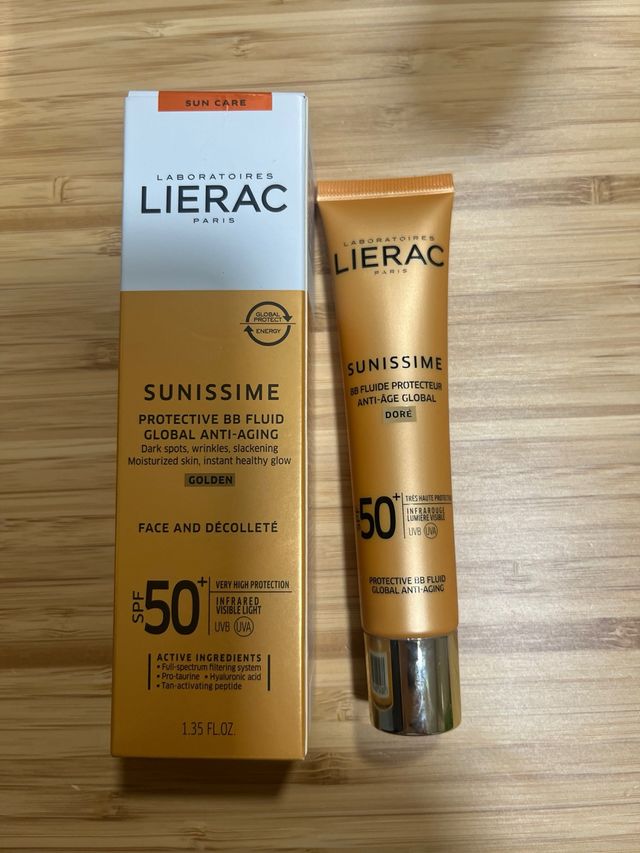 SUN CARE
LABORATOIRES
LIERAC
PARIS
GLOBAL
PROTECT
ENERGY
SUNISSIME
PROTECTIVE BB FLUID
GLOBAL ANTI-AGING
Dark spots, wrinkles, slackening
Moisturized skin, instant healthy glow
GOLDEN
FACE AND DÉCOLLETÉ
SPF 50+
VERY HIGH PROTECTION
INFRARED
VISIBLE LIGHT
UVB UVA
ACTIVE INGREDIENTS
• Full-spectrum filtering system
• Pro-taurine • Hyaluronic acid
• Tan-activating peptide
1.35 FL.OZ.
LABORATOIRES
LIERAC
PARIS
SUNISSIME
BB FLUIDE PROTECTEUR
ANTI-ÂGE GLOBAL
DORÉ
SPF 50+
TRÈS HAUTE PROTECTION
INFRAROUGE
LUMIÈRE VISIBLE
UVB UVA
PROTECTIVE BB FLUID
GLOBAL ANTI-AGING